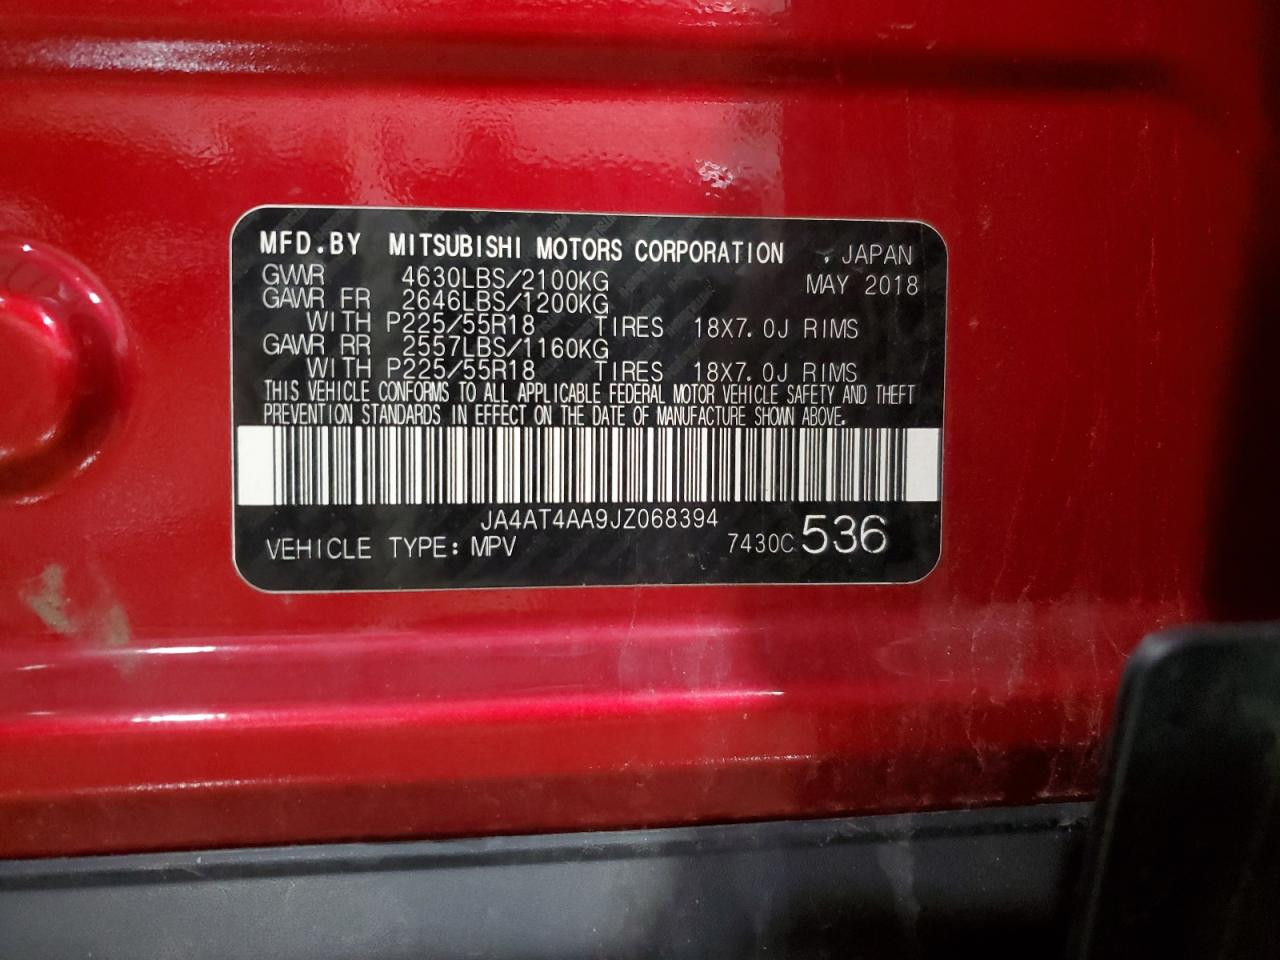 MFD.BY MITSUBISHI MOTORS CORPORATION , JAPAN
GVWR 4630LBS/2100KG MAY 2018
GAWR FR 2646LBS/1200KG
WITH P225/55R18 TIRES 18X7.0J RIMS
GAWR RR 2557LBS/1160KG
WITH P225/55R18 TIRES 18X7.0J RIMS
THIS VEHICLE CONFORMS TO ALL APPLICABLE FEDERAL MOTOR VEHICLE SAFETY AND THEFT
PREVENTION STANDARDS IN EFFECT ON THE DATE OF MANUFACTURE SHOWN ABOVE.
JA4AT4AA9JZ068394
VEHICLE TYPE: MPV 7430C 536